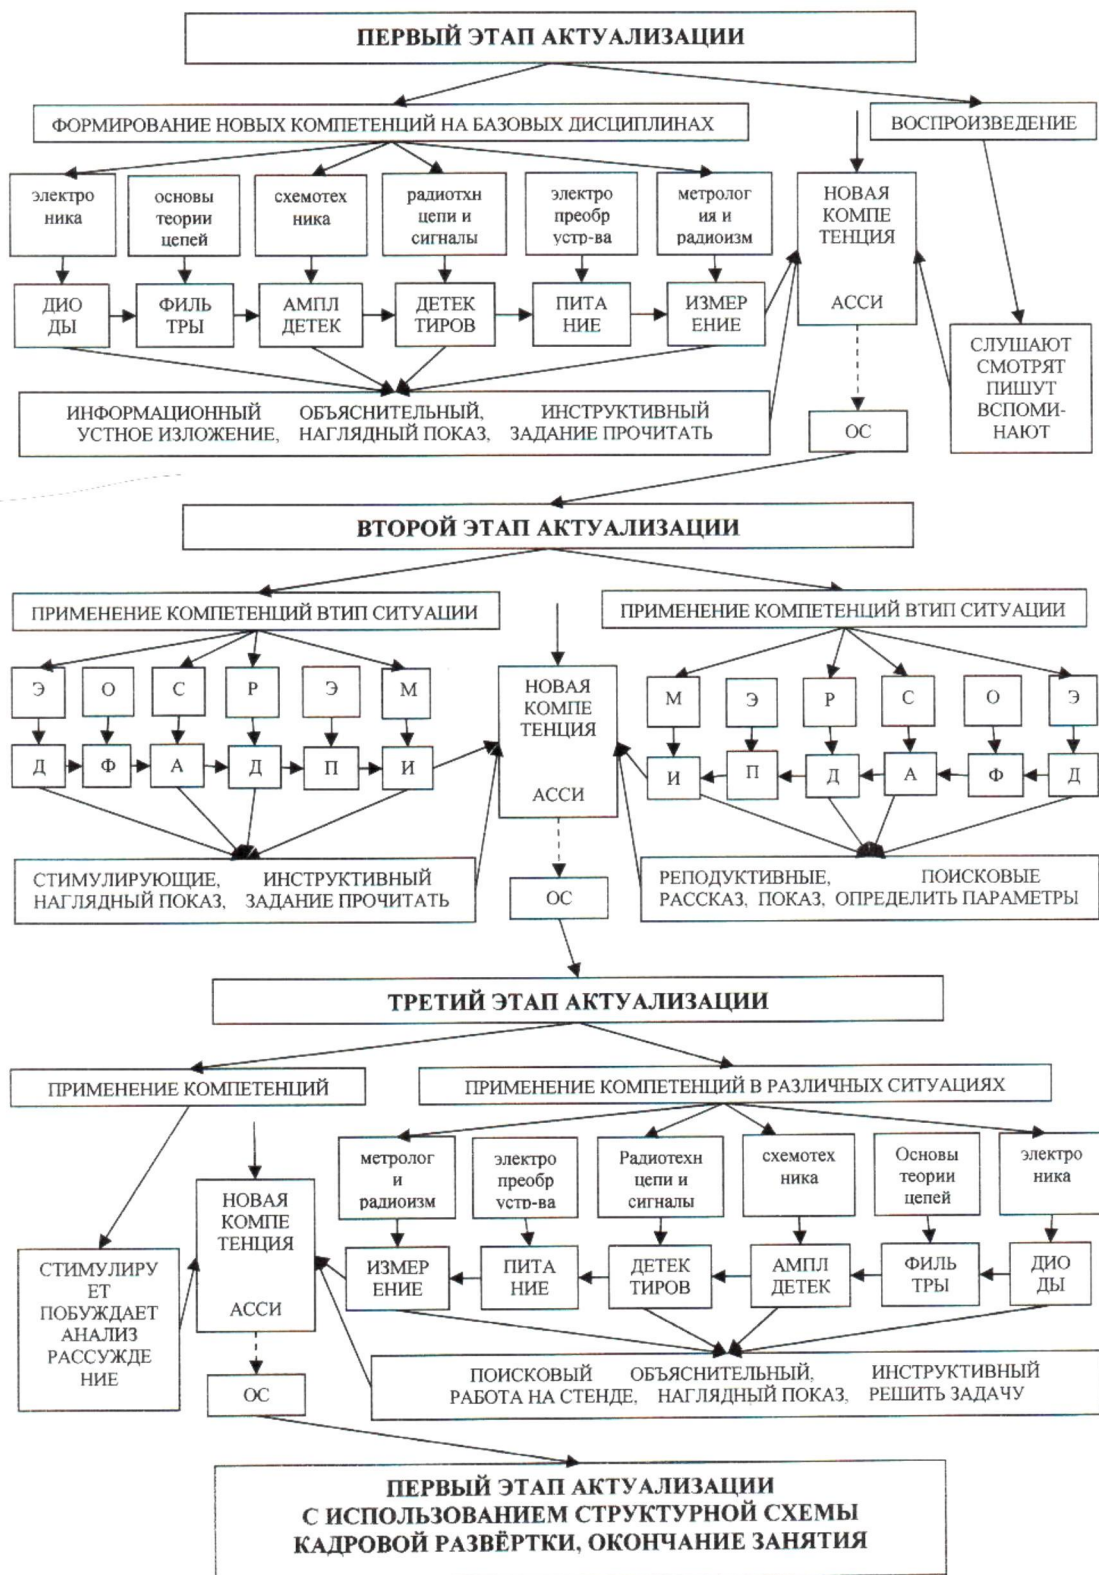 ПЕРВЫЙ ЭТАП АКТУАЛИЗАЦИИ
ФОРМИРОВАНИЕ НОВЫХ КОМПЕТЕНЦИЙ НА БАЗОВЫХ ДИСЦИПЛИНАХ
ВОСПРОИЗВЕДЕНИЕ
электро
ника
основы
теории
цепей
схемотех
ника
радиотхн
цепи и
сигналы
электро
преобр
устр-ва
метролог
ия и
радиоизм
НОВАЯ
КОМПЕ
ТЕНЦИЯ
АССИ
ДИО
ДЫ
ФИЛЬ
ТРЫ
АМПЛ
ДЕТЕК
ДЕТЕК
ТИРОВ
ПИТА
НИЕ
ИЗМЕР
ЕНИЕ
СЛУШАЮТ
СМОТРЯТ
ПИШУТ
ВСПОМИ-
НАЮТ
ИНФОРМАЦИОННЫЙ ОБЪЯСНИТЕЛЬНЫЙ, ИНСТРУКТИВНЫЙ
УСТНОЕ ИЗЛОЖЕНИЕ, НАГЛЯДНЫЙ ПОКАЗ, ЗАДАНИЕ ПРОЧИТАТЬ
ОС
ВТОРОЙ ЭТАП АКТУАЛИЗАЦИИ
ПРИМЕНЕНИЕ КОМПЕТЕНЦИЙ ВТИП СИТУАЦИИ
ПРИМЕНЕНИЕ КОМПЕТЕНЦИЙ ВТИП СИТУАЦИИ
Э О С Р Э М
НОВАЯ
КОМПЕ
ТЕНЦИЯ
АССИ
М Э Р С О Э
Д Ф А Д П И
И П Д А Ф Д
СТИМУЛИРУЮЩИЕ, ИНСТРУКТИВНЫЙ
НАГЛЯДНЫЙ ПОКАЗ, ЗАДАНИЕ ПРОЧИТАТЬ
ОС
РЕПОДУКТИВНЫЕ, ПОИСКОВЫЕ
РАССКАЗ, ПОКАЗ, ОПРЕДЕЛИТЬ ПАРАМЕТРЫ
ТРЕТИЙ ЭТАП АКТУАЛИЗАЦИИ
ПРИМЕНЕНИЕ КОМПЕТЕНЦИЙ
ПРИМЕНЕНИЕ КОМПЕТЕНЦИЙ В РАЗЛИЧНЫХ СИТУАЦИЯХ
НОВАЯ
КОМПЕ
ТЕНЦИЯ
АССИ
метролог
и
радиоизм
электро
преобр
устр-ва
Радиотехн
цепи и
сигналы
схемотех
ника
Основы
теории
цепей
электро
ника
СТИМУЛИРУ
ЕТ
ПОБУЖДАЕТ
АНАЛИЗ
РАССУЖДЕ
НИЕ
ИЗМЕР
ЕНИЕ
ПИТА
НИЕ
ДЕТЕК
ТИРОВ
АМПЛ
ДЕТЕК
ФИЛЬ
ТРЫ
ДИО
ДЫ
ОС
ПОИСКОВЫЙ ОБЪЯСНИТЕЛЬНЫЙ, ИНСТРУКТИВНЫЙ
РАБОТА НА СТЕНДЕ, НАГЛЯДНЫЙ ПОКАЗ, РЕШИТЬ ЗАДАЧУ
ПЕРВЫЙ ЭТАП АКТУАЛИЗАЦИИ
С ИСПОЛЬЗОВАНИЕМ СТРУКТУРНОЙ СХЕМЫ
КАДРОВОЙ РАЗВЁРТКИ, ОКОНЧАНИЕ ЗАНЯТИЯ